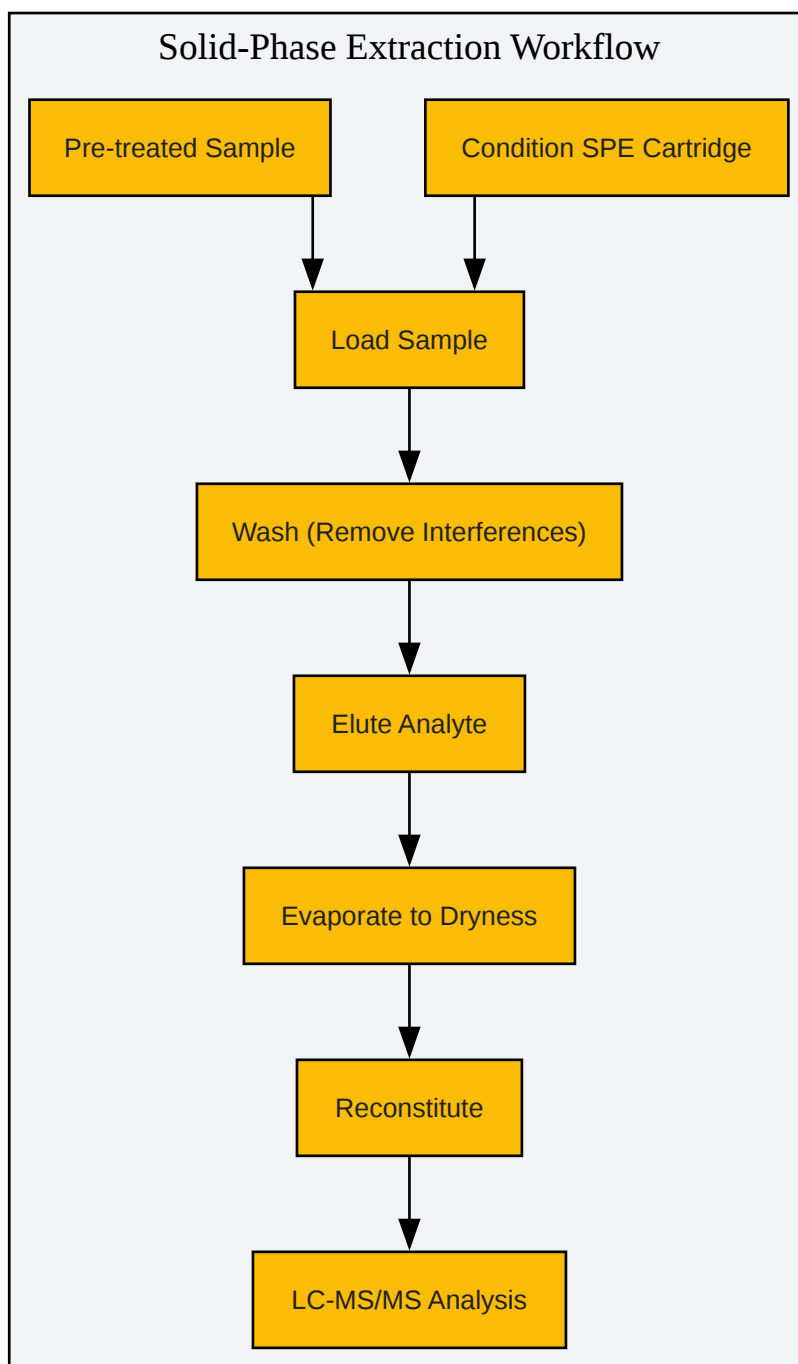 Solid-Phase Extraction Workflow
Pre-treated Sample
Condition SPE Cartridge
Load Sample
Wash (Remove Interferences)
Elute Analyte
Evaporate to Dryness
Reconstitute
LC-MS/MS Analysis